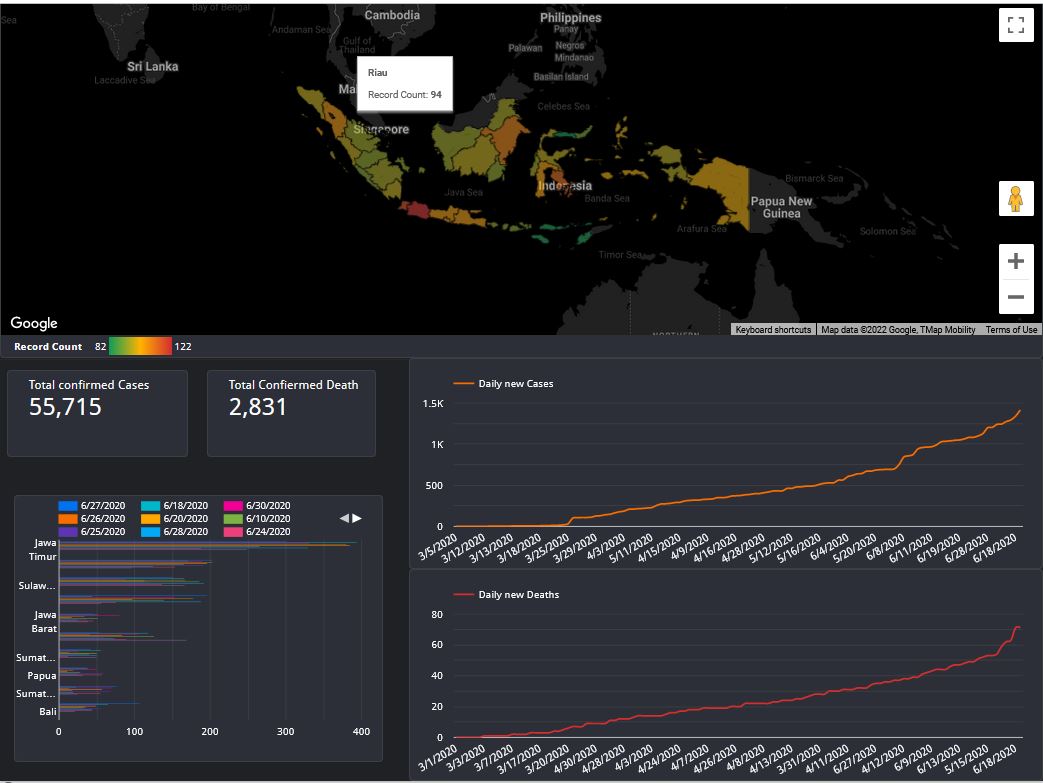 Bay of Bengal
Cambodia
Philippines
Sea
Andaman Sea
Panay
Gulf of
Thailand
Palawan
Negros
Mindanao
Sri Lanka
Basilan Island
Laccadive Sea
Riau
Ma
Record Count: 94
Celebes Sea
Singapore
Indonesia
Bismarck Sea
Java Sea
Banda Sea
Papua New
Guinea
Arafura Sea
Solomon Sea
Timor Sea
NORTHERN
Google
Keyboard shortcuts
Map data ©2022 Google, TMap Mobility
Terms of Use
Record Count 82 122
Total confirmed Cases
55,715
Total Confiermed Death
2,831
Daily new Cases
1.5K
1K
500
0
3/5/2020 3/12/2020 3/13/2020 3/18/2020 3/25/2020 3/29/2020 4/3/2020 5/11/2020 4/15/2020 4/9/2020 4/16/2020 4/28/2020 5/12/2020 5/16/2020 6/4/2020 5/20/2020 6/8/2020 6/11/2020 6/19/2020 6/28/2020 6/18/2020
6/27/2020 6/18/2020 6/30/2020
6/26/2020 6/20/2020 6/10/2020
6/25/2020 6/28/2020 6/24/2020
Jawa
Timur
Sulaw...
Jawa
Barat
Sumat...
Papua
Sumat...
Bali
0 100 200 300 400
Daily new Deaths
80
60
40
20
0
3/1/2020 3/3/2020 3/7/2020 3/17/2020 3/20/2020 4/30/2020 4/28/2020 3/28/2020 4/24/2020 4/7/2020 4/26/2020 4/8/2020 4/13/2020 3/31/2020 4/11/2020 6/27/2020 4/12/2020 6/9/2020 6/13/2020 5/15/2020 6/18/2020